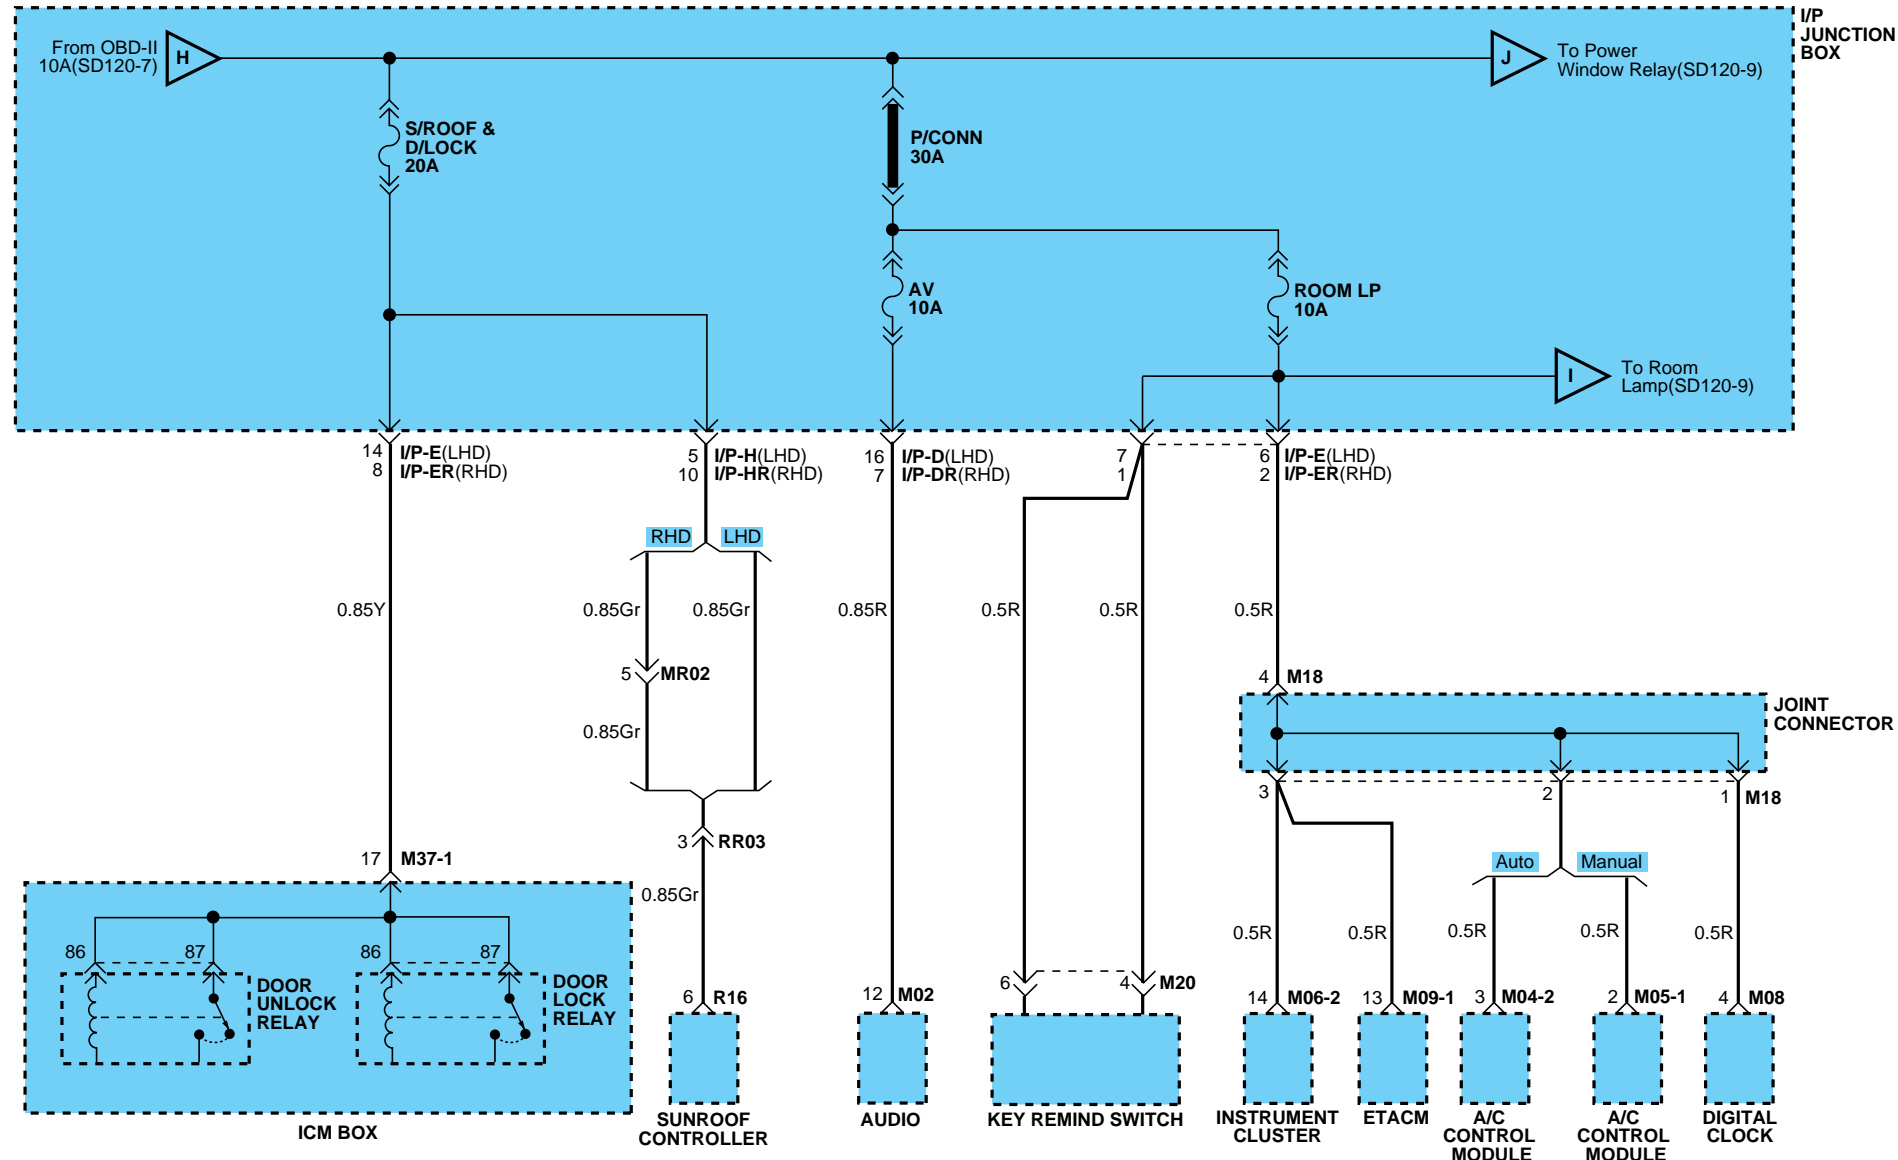 I/P
JUNCTION
BOX
From OBD-II
10A(SD120-7)
H
J
To Power
Window Relay(SD120-9)
S/ROOF &
D/LOCK
20A
P/CONN
30A
AV
10A
ROOM LP
10A
I
To Room
Lamp(SD120-9)
14 I/P-E(LHD)
8 I/P-ER(RHD)
5 I/P-H(LHD)
10 I/P-HR(RHD)
16 I/P-D(LHD)
7 I/P-DR(RHD)
7
1
6 I/P-E(LHD)
2 I/P-ER(RHD)
RHD LHD
0.85Y
0.85Gr
0.85Gr
0.85R
0.5R
0.5R
0.5R
5 MR02
4 M18
JOINT
CONNECTOR
0.85Gr
3
2
1 M18
3 RR03
17 M37-1
Auto Manual
0.85Gr
0.5R
0.5R
0.5R
0.5R
0.5R
86
87
86
87
DOOR
UNLOCK
RELAY
DOOR
LOCK
RELAY
6 R16
12 M02
6
4 M20
14 M06-2
13 M09-1
3 M04-2
2 M05-1
4 M08
ICM BOX
SUNROOF
CONTROLLER
AUDIO
KEY REMIND SWITCH
INSTRUMENT
CLUSTER
ETACM
A/C
CONTROL
MODULE
A/C
CONTROL
MODULE
DIGITAL
CLOCK